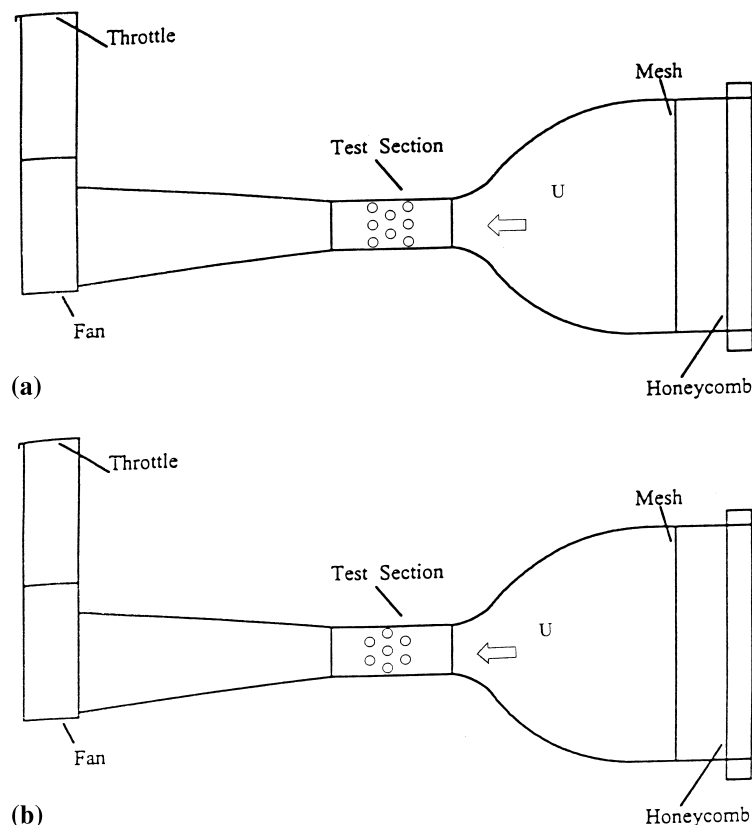 Throttle
Mesh
Test Section
U
Fan
Honeycomb
(a)
Throttle
Mesh
Test Section
U
Fan
Honeycomb
(b)